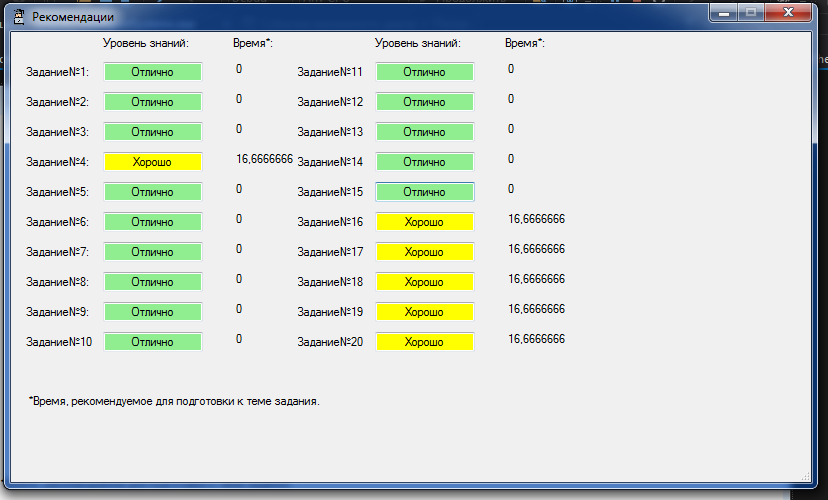 Рекомендации
Уровень знаний: Время*: Уровень знаний: Время*:
Задание№1: Отлично 0 Задание№11 Отлично 0
Задание№2: Отлично 0 Задание№12 Отлично 0
Задание№3: Отлично 0 Задание№13 Отлично 0
Задание№4: Хорошо 16,6666666 Задание№14 Отлично 0
Задание№5: Отлично 0 Задание№15 Отлично 0
Задание№6: Отлично 0 Задание№16 Хорошо 16,6666666
Задание№7: Отлично 0 Задание№17 Хорошо 16,6666666
Задание№8: Отлично 0 Задание№18 Хорошо 16,6666666
Задание№9: Отлично 0 Задание№19 Хорошо 16,6666666
Задание№10 Отлично 0 Задание№20 Хорошо 16,6666666
*Время, рекомендуемое для подготовки к теме задания.